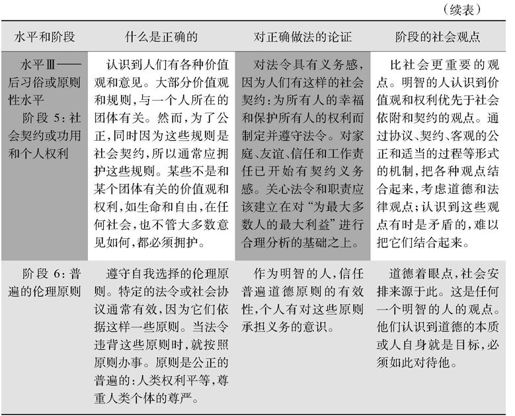 （续表）
水平和阶段
什么是正确的
对正确做法的论证
阶段的社会观点
水平Ⅲ——
后习俗或原则
性水平
阶段 5：社
会契约或功用
和个人权利
认识到人们有各种价值
观和意见。大部分价值观
和规则，与一个人所在的
团体有关。然而，为了公
正，同时因为这些规则是
社会契约，所以通常应拥
护这些规则。某些不是和
某个团体有关的价值观和
权利，如生命和自由，在任
何社会，也不管大多数意
见如何，都必须拥护。
对法令具有义务感，
因为人们有这样的社会
契约：为所有人的幸福
和保护所有人的权利而
制定并遵守法令。对家
庭、友谊、信任和工作责
任已开始有契约义务
感。关心法令和职责应
该建立在对“为最大多
数人的最大利益”进行
合理分析的基础之上。
比社会更重要的观
点。明智的人认识到价
值观和权利优先于社会
依附和契约的观点。通
过协议、契约、客观的公
正和适当的过程等形式
的机制，把各种观点结
合起来，考虑道德和法
律观点；认识到这些观
点有时是矛盾的，难以
把它们结合起来。
阶段 6：普
遍的伦理原则
遵守自我选择的伦理原
则。特定的法令或社会协
议通常有效，因为它们依
据这样一些原则。当法令
违背这些原则时，就按照
原则办事。原则是公正的
普遍的：人类权利平等，尊
重人类个体的尊严。
作为明智的人，信任
普遍道德原则的有效
性，个人有对这些原则
承担义务的意识。
道德着眼点，社会安
排来源于此。这是任何
一个明智的人的观点。
他们认识到道德的本质
或人自身就是目标，必
须如此对待他。